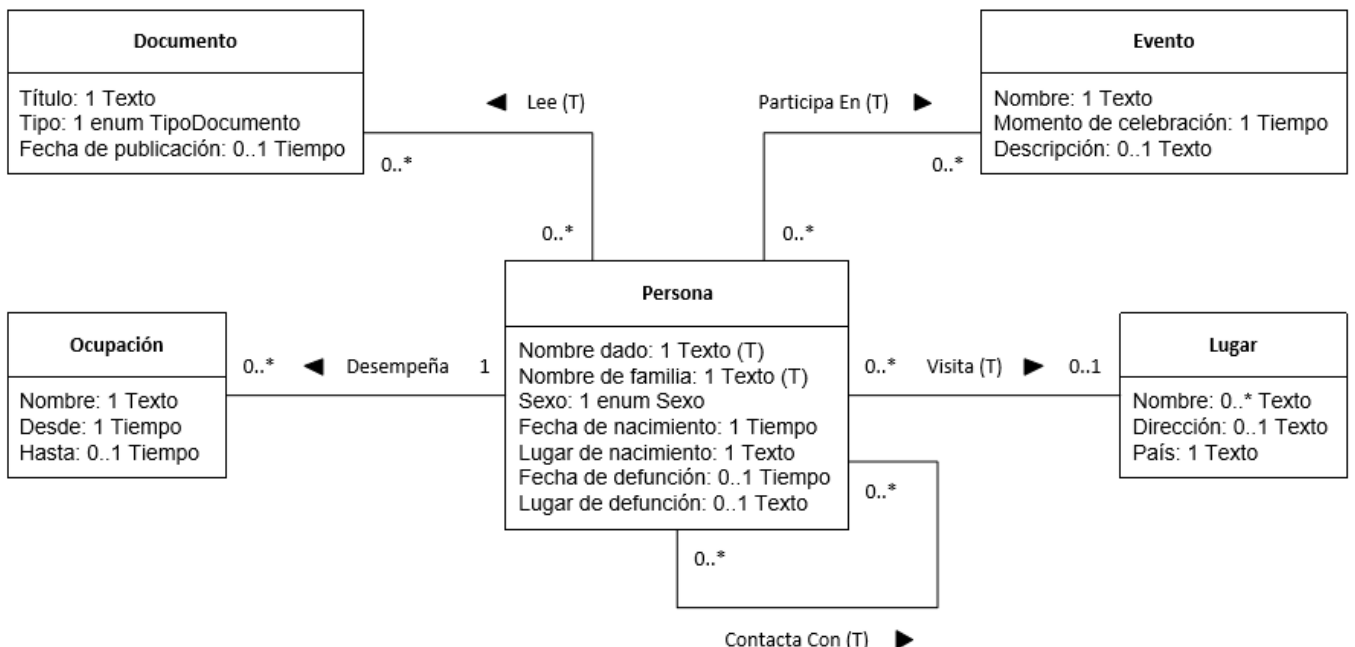 Documento
Título: 1 Texto
Tipo: 1 enum TipoDocumento
Fecha de publicación: 0..1 Tiempo
◄ Lee (T)
0..*
0..*
Participa En (T) ►
0..*
0..*
Evento
Nombre: 1 Texto
Momento de celebración: 1 Tiempo
Descripción: 0..1 Texto
Ocupación
Nombre: 1 Texto
Desde: 1 Tiempo
Hasta: 0..1 Tiempo
0..* ◄ Desempeña 1
Persona
Nombre dado: 1 Texto (T)
Nombre de familia: 1 Texto (T)
Sexo: 1 enum Sexo
Fecha de nacimiento: 1 Tiempo
Lugar de nacimiento: 1 Texto
Fecha de defunción: 0..1 Tiempo
Lugar de defunción: 0..1 Texto
0..* Visita (T) ► 0..1
Lugar
Nombre: 0..* Texto
Dirección: 0..1 Texto
País: 1 Texto
0..*
0..*
Contacta Con (T) ►